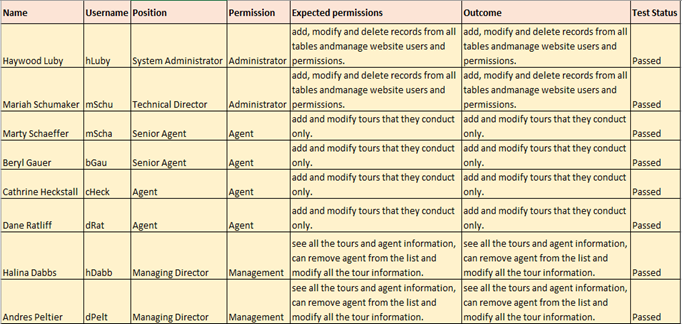 Name Username Position Permission Expected permissions Outcome Test Status
add, modify and delete records from all add, modify and delete records from all
tables andmanage website users and tables andmanage website users and
Haywood Luby hLuby System Administrator Administrator permissions. permissions. Passed
add, modify and delete records from all add, modify and delete records from all
tables andmanage website users and tables andmanage website users and
Mariah Schumaker mSchu Technical Director Administrator permissions. permissions. Passed
add and modify tours that they conduct add and modify tours that they conduct
Marty Schaeffer mScha Senior Agent Agent only. only. Passed
add and modify tours that they conduct add and modify tours that they conduct
Beryl Gauer bGau Senior Agent Agent only. only. Passed
add and modify tours that they conduct add and modify tours that they conduct
Cathrine Heckstall cHeck Agent Agent only. only. Passed
add and modify tours that they conduct add and modify tours that they conduct
Dane Ratliff dRat Agent Agent only. only. Passed
see all the tours and agent information, see all the tours and agent information,
can remove agent from the list and can remove agent from the list and
Halina Dabbs hDabb Managing Director Management modify all the tour information. modify all the tour information. Passed
see all the tours and agent information, see all the tours and agent information,
can remove agent from the list and can remove agent from the list and
Andres Peltier dPelt Managing Director Management modify all the tour information. modify all the tour information. Passed